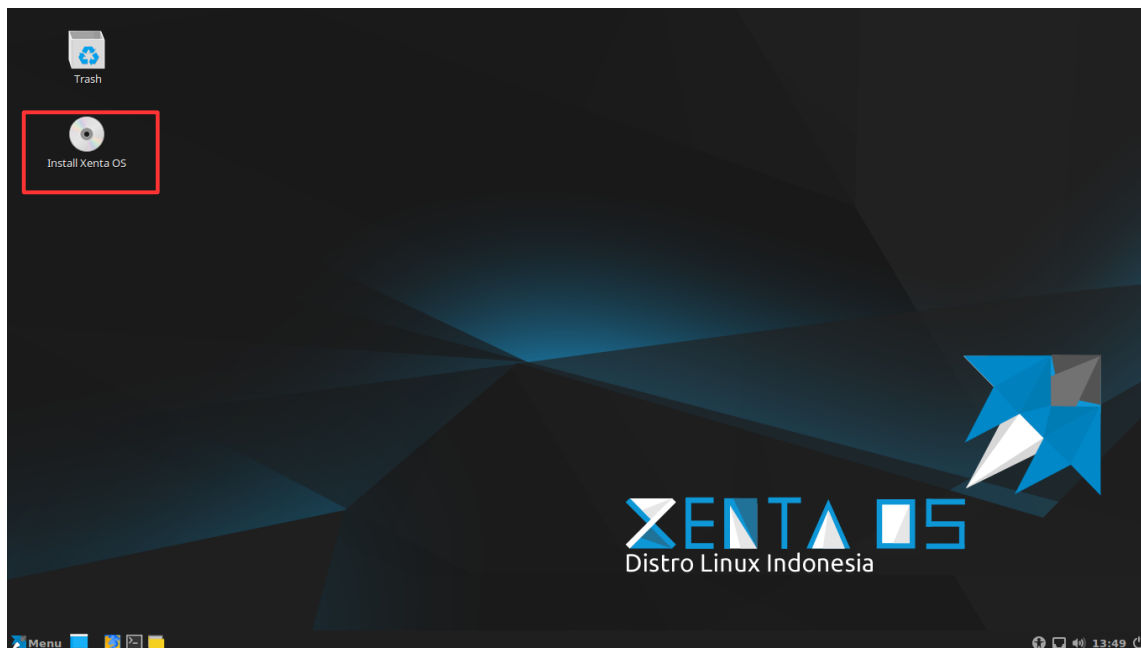 Trash
Install Xenta OS
XENTA OS
Distro Linux Indonesia
Menu
13:49